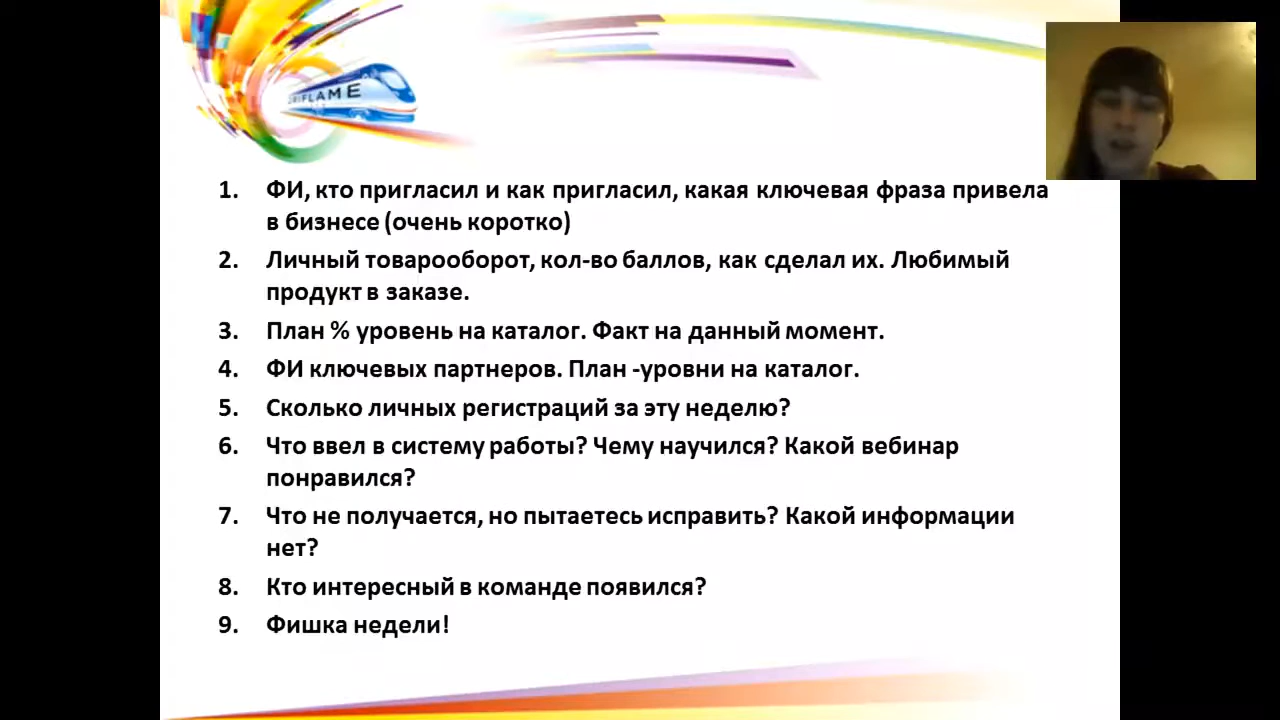 ORIFLAME
1. ФИ, кто пригласил и как пригласил, какая ключевая фраза привела
в бизнесе (очень коротко)
2. Личный товарооборот, кол-во баллов, как сделал их. Любимый
продукт в заказе.
3. План % уровень на каталог. Факт на данный момент.
4. ФИ ключевых партнеров. План -уровни на каталог.
5. Сколько личных регистраций за эту неделю?
6. Что ввел в систему работы? Чему научился? Какой вебинар
понравился?
7. Что не получается, но пытаетесь исправить? Какой информации
нет?
8. Кто интересный в команде появился?
9. Фишка недели!